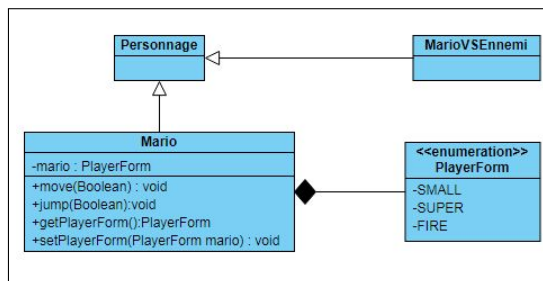 Personnage
MarioVSEnnemi
Mario
-mario : PlayerForm
+move(Boolean) : void
+jump(Boolean):void
+getPlayerForm():PlayerForm
+setPlayerForm(PlayerForm mario) : void
<<enumeration>>
PlayerForm
-SMALL
-SUPER
-FIRE